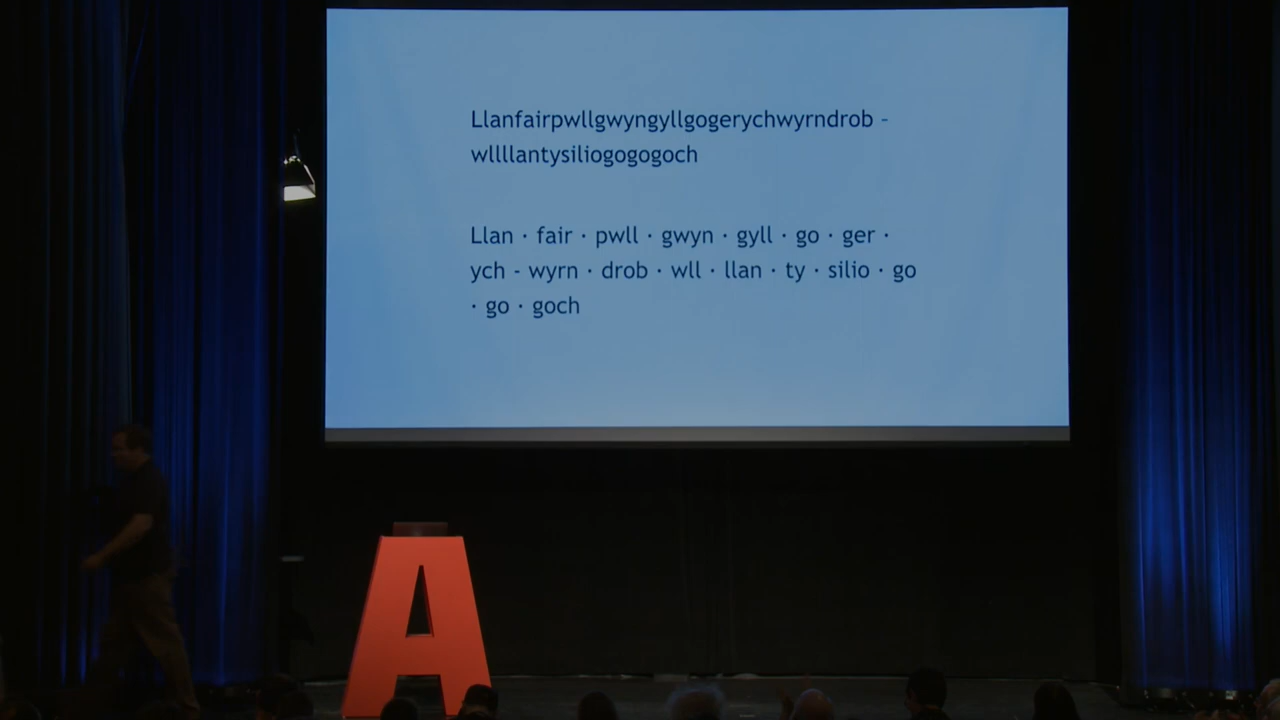 Llanfairpwllgwyngyllgogerychwyrndrob -
wllllantysiliogogogoch
Llan · fair · pwll · gwyn · gyll · go · ger ·
ych - wyrn · drob · wll · llan · ty · silio · go
· go · goch
A